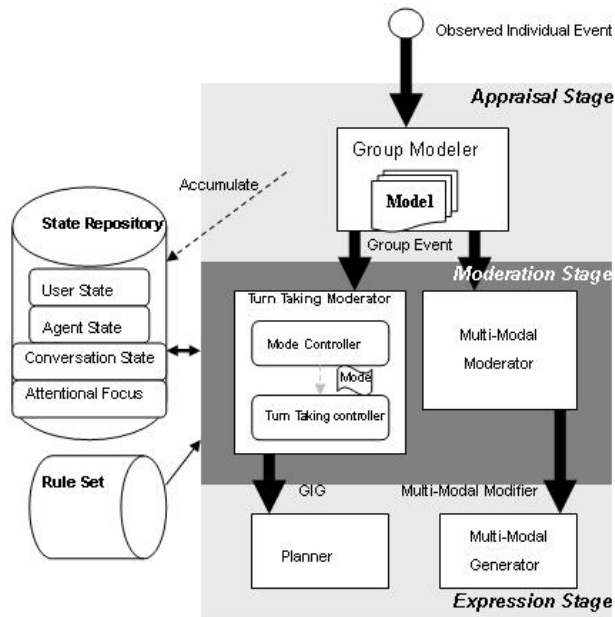 Observed Individual Event
Appraisal Stage
Group Modeler
Model
Accumulate
State Repository
Group Event
Moderation Stage
User State
Agent State
Conversation State
Attentional Focus
Turn Taking Moderator
Mode Controller
Mode
Turn Taking controller
Multi-Modal
Moderator
Rule Set
GIG
Multi-Modal Modifier
Planner
Multi-Modal
Generator
Expression Stage